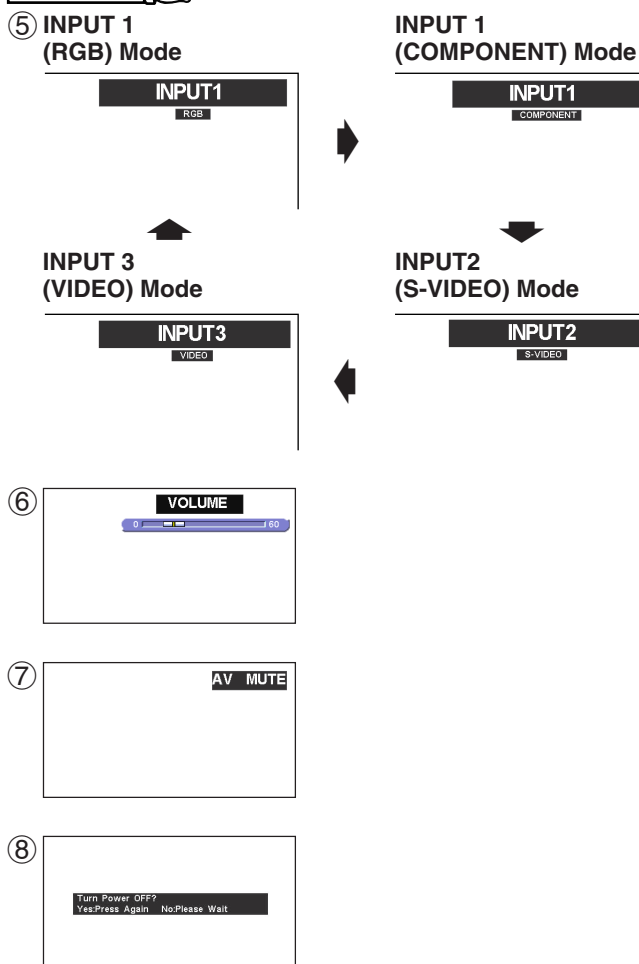 ⑤ INPUT 1
(RGB) Mode
INPUT1
RGB
INPUT 1
(COMPONENT) Mode
INPUT1
COMPONENT
INPUT 3
(VIDEO) Mode
INPUT3
VIDEO
INPUT2
(S-VIDEO) Mode
INPUT2
S-VIDEO
⑥
VOLUME
0 60
⑦
AV MUTE
⑧
Turn Power OFF?
Yes:Press Again No:Please Wait